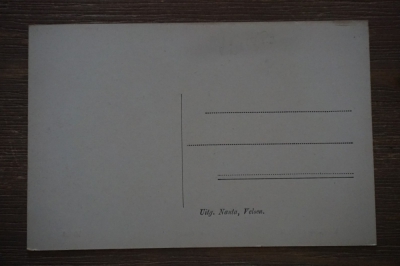 Uitg. Nauta, Velsen.